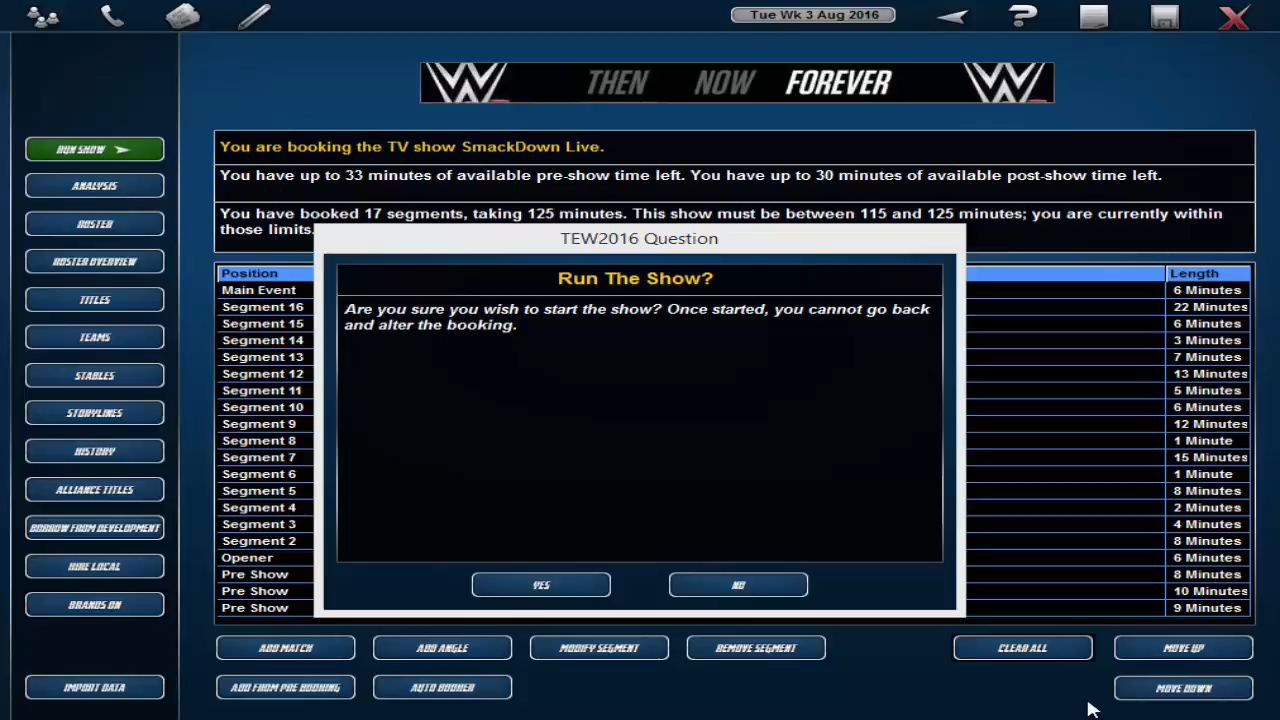 Tue Wk 3 Aug 2016
THEN NOW FOREVER
RUN SHOW
ANALYSIS
ROSTER
ROSTER OVERVIEW
TITLES
TEAMS
STABLES
STORYLINES
HISTORY
ALLIANCE TITLES
BORROW FROM DEVELOPMENT
HIRE LOCAL
BRANDS ON
IMPORT DATA
You are booking the TV show SmackDown Live.
You have up to 33 minutes of available pre-show time left. You have up to 30 minutes of available post-show time left.
You have booked 17 segments, taking 125 minutes. This show must be between 115 and 125 minutes; you are currently within
those limits.
Position Length
Main Event 6 Minutes
Segment 16 22 Minutes
Segment 15 6 Minutes
Segment 14 3 Minutes
Segment 13 7 Minutes
Segment 12 13 Minutes
Segment 11 5 Minutes
Segment 10 6 Minutes
Segment 9 12 Minutes
Segment 8 1 Minute
Segment 7 15 Minutes
Segment 6 1 Minute
Segment 5 8 Minutes
Segment 4 2 Minutes
Segment 3 4 Minutes
Segment 2 8 Minutes
Opener 6 Minutes
Pre Show 8 Minutes
Pre Show 10 Minutes
Pre Show 9 Minutes
TEW2016 Question
Run The Show?
Are you sure you wish to start the show? Once started, you cannot go back
and alter the booking.
YES NO
ADD MATCH ADD ANGLE MODIFY SEGMENT REMOVE SEGMENT CLEAR ALL MOVE UP
ADD FROM PRE BOOKING AUTO BOOKER MOVE DOWN